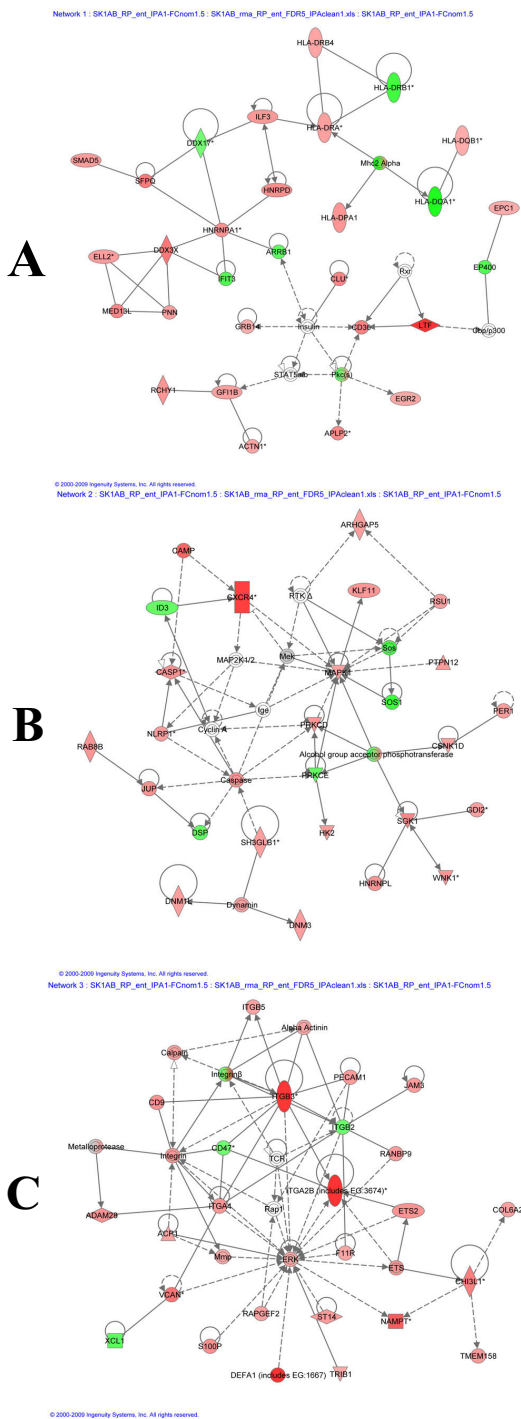 Network 1 : SK1AB_RP_ent_IPA1-FCnom1.5 : SK1AB_rma_RP_ent_FDR5_IPAclean1.xls : SK1AB_RP_ent_IPA1-FCnom1.5
HLA-DRB4
HLA-DRB1*
ILF3
HLA-DRA*
DDX17*
HLA-DQB1*
SMAD5
Mhc2 Alpha
SFPQ
HNRPD
HLA-DQA1*
HLA-DPA1
EPC1
HNRNPA1*
A
DDX3X
ARRB1
ELL2*
Rxr
EP400
IFIT3
CLU*
MED13L
PNN
GRB14
Insulin
CD36
LTF
Cbp/p300
STAT5a/b
Pkc(s)
RCHY1
GFI1B
EGR2
APLP2*
ACTN1*
© 2000-2009 Ingenuity Systems, Inc. All rights reserved.
Network 2 : SK1AB_RP_ent_IPA1-FCnom1.5 : SK1AB_rma_RP_ent_FDR5_IPAclean1.xls : SK1AB_RP_ent_IPA1-FCnom1.5
ARHGAP5
CAMP
CXCR4*
RTK
KLF11
RSU1
ID3
Sos
MAP2K1/2
Mek
MAPK1
PTPN12
CASP1*
SOS1
Ige
PER1
NLRP1*
Cyclin A
PRKCD
CSNK1D
B
RAB8B
Alcohol group acceptor phosphotransferase
Caspase
PRKCE
JUP
GDI2*
DSP
SH3GLB1*
HK2
SGK1
HNRNPL
WNK1*
DNM1L
Dynamin
DNM3
© 2000-2009 Ingenuity Systems, Inc. All rights reserved.
Network 3 : SK1AB_RP_ent_IPA1-FCnom1.5 : SK1AB_rma_RP_ent_FDR5_IPAclean1.xls : SK1AB_RP_ent_IPA1-FCnom1.5
ITGB5
Alpha Actinin
Calpain
Integrinβ
PECAM1
JAM3
CD9
ITGB3*
ITGB2
Metalloprotease
CD47*
Integrin
TCR
RANBP9
C
ITGA2B (includes EG:3674)*
ADAM28
ITGA4
Rap1
ETS2
COL6A2
ACP1
Mmp
ERK
F11R
ETS
CHI3L1*
VCAN*
RAPGEF2
ST14
NAMPT*
XCL1
S100P
TMEM158
DEFA1 (includes EG:1667)
TRIB1
© 2000-2009 Ingenuity Systems, Inc. All rights reserved.